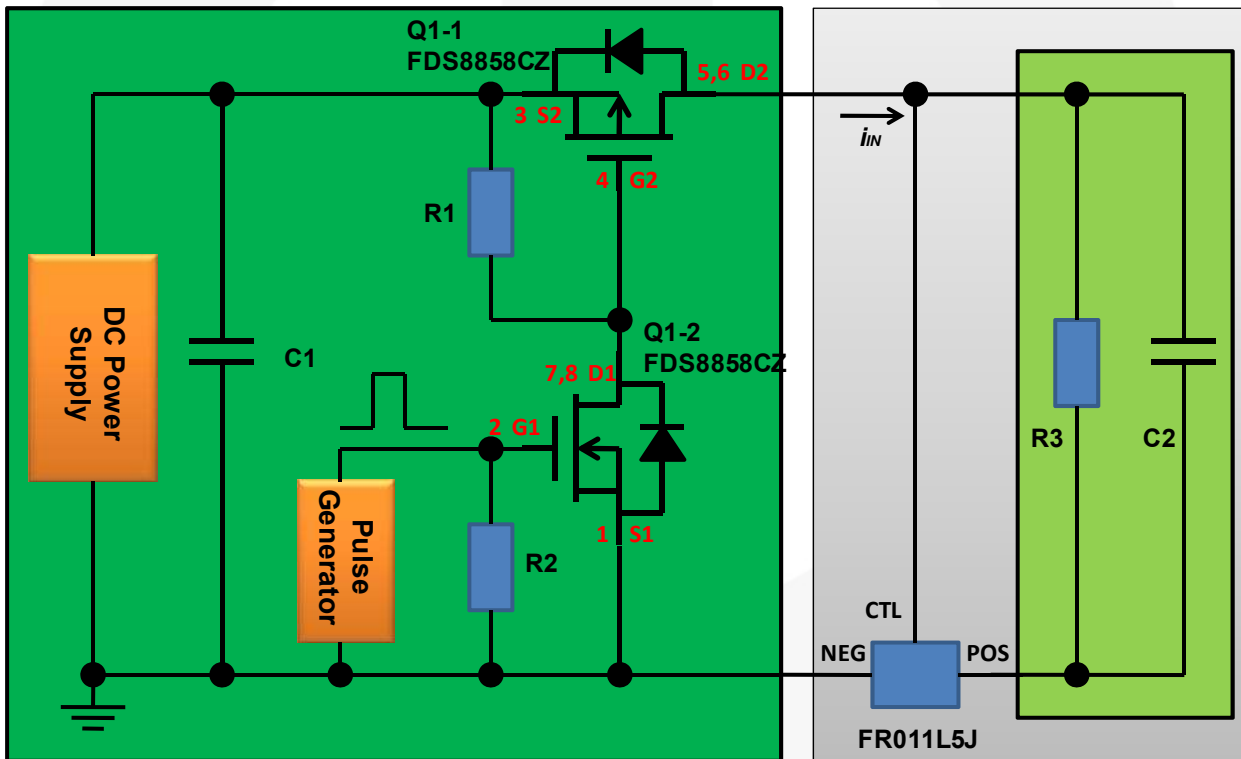 Q1-1
FDS8858CZ
5,6 D2
3 S2
iIN
4 G2
R1
DC Power
Supply
C1
Q1-2
FDS8858CZ
7,8 D1
2 G1
R3
C2
Pulse
Generator
R2
1 S1
CTL
NEG
POS
FR011L5J